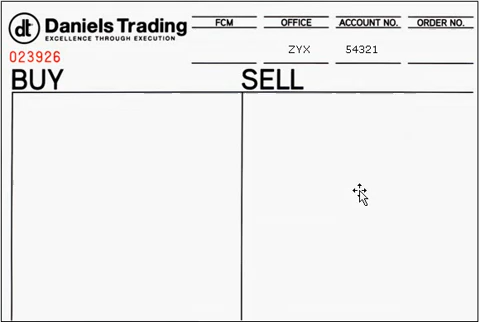 dt Daniels Trading
EXCELLENCE THROUGH EXECUTION
FCM OFFICE ACCOUNT NO. ORDER NO.
ZYX 54321
023926
BUY SELL